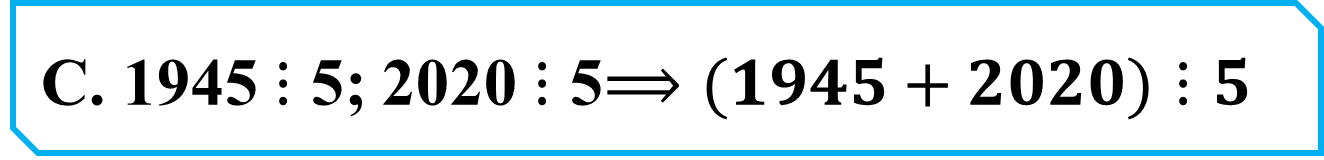 C. 1945 ⋮ 5; 2020 ⋮ 5⟹ (1945 + 2020) ⋮ 5